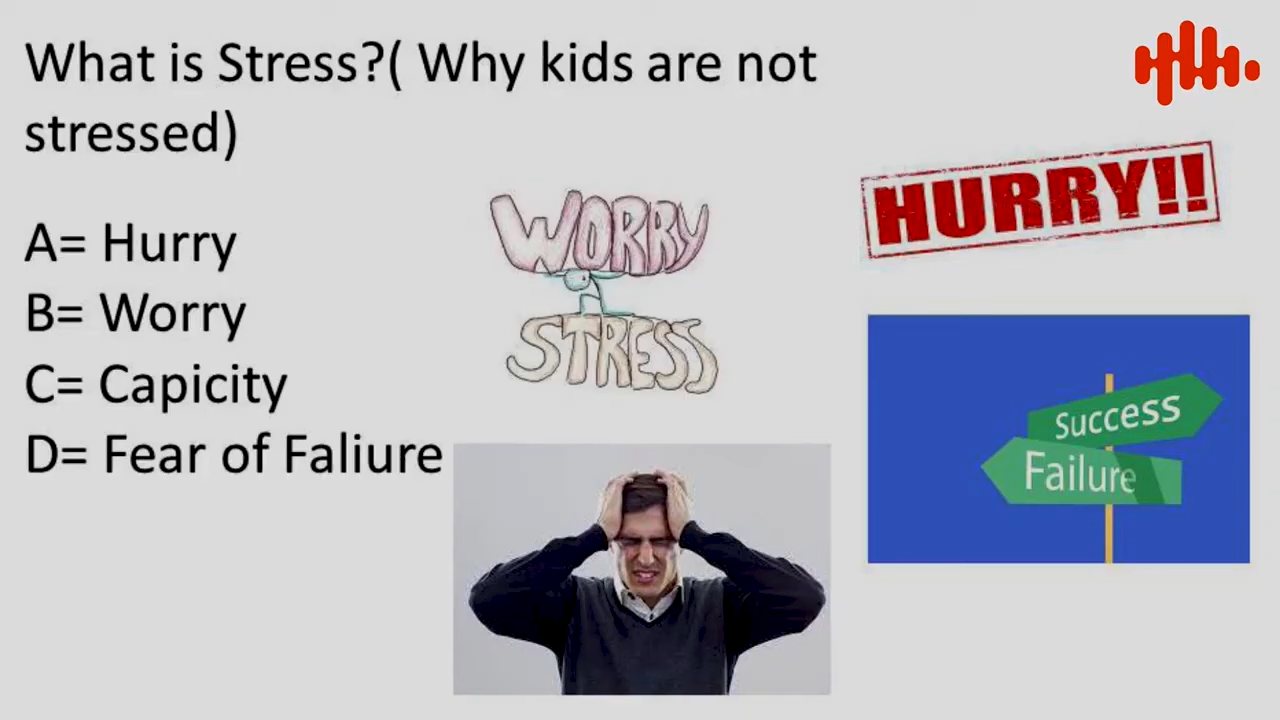 What is Stress?( Why kids are not
stressed)
A= Hurry
B= Worry
C= Capicity
D= Fear of Faliure
WORRY
STRESS
HURRY!!
Success
Failure